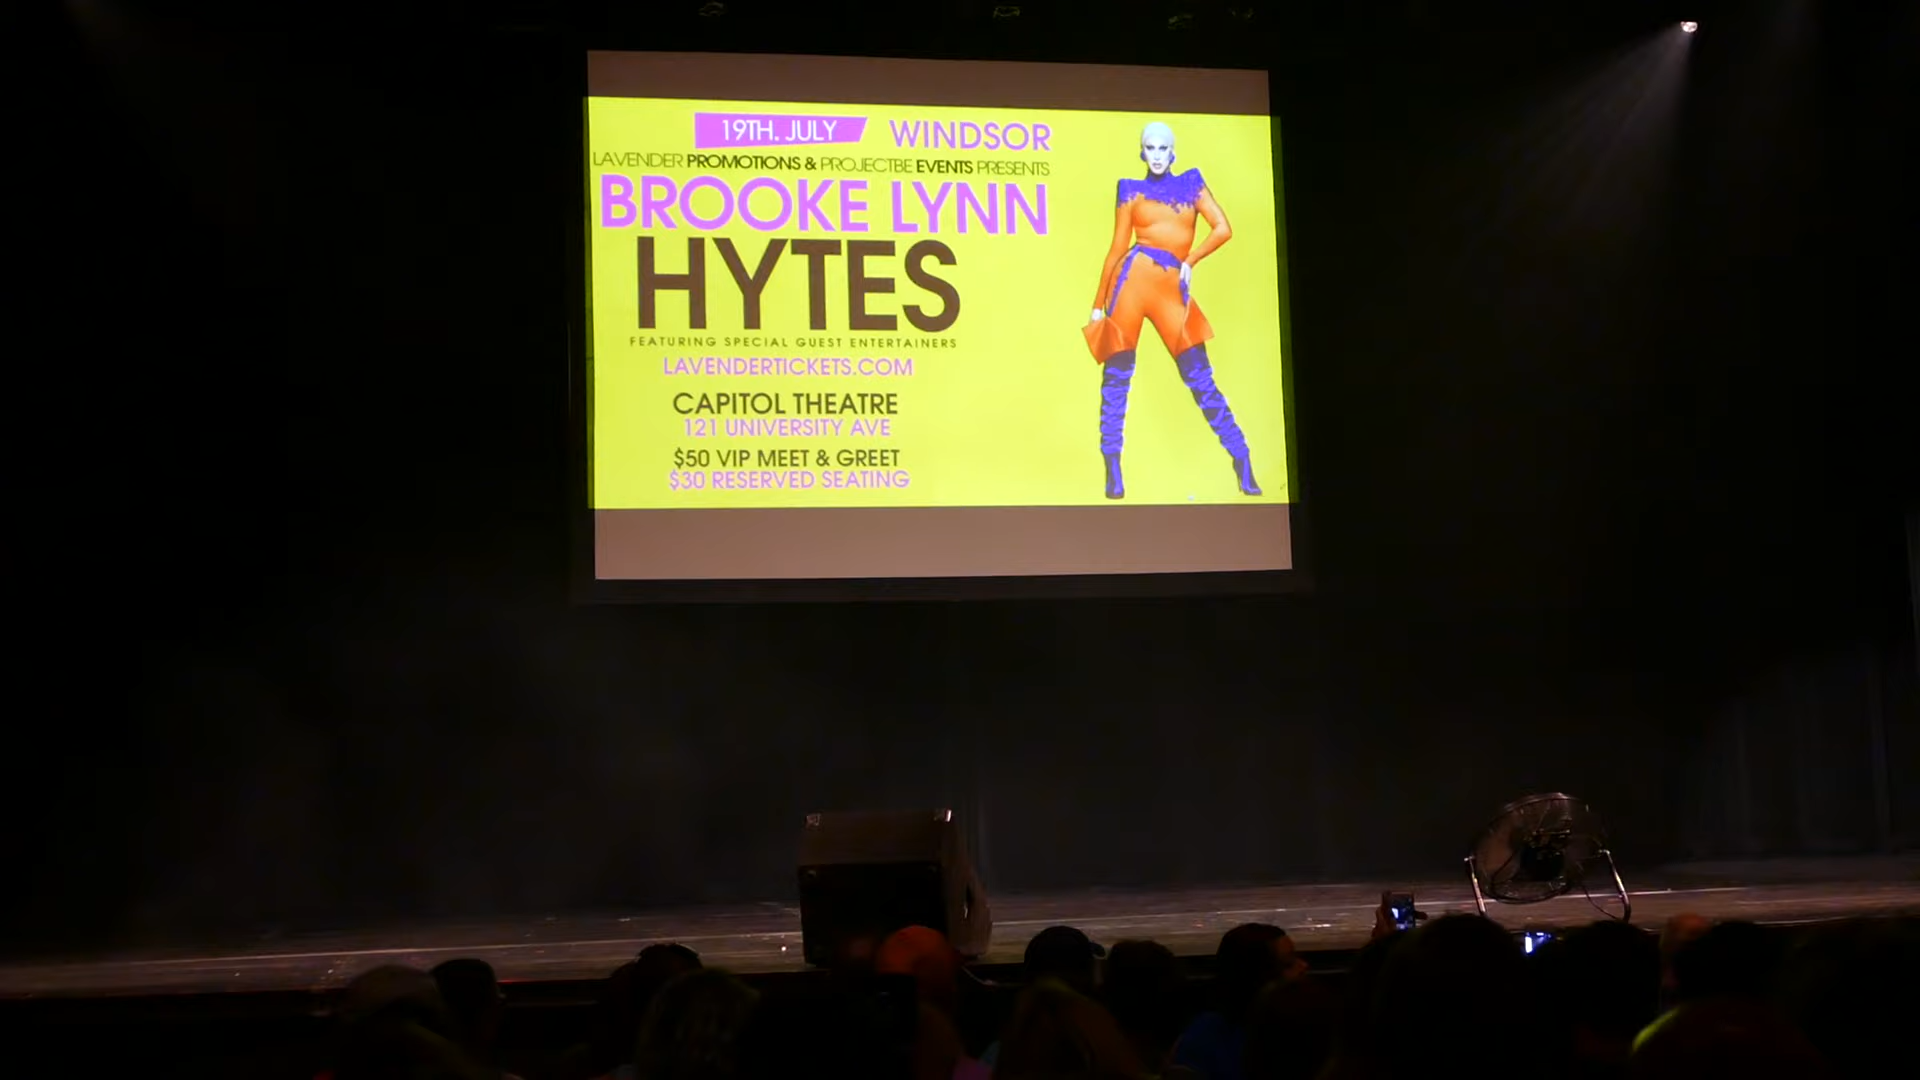 19TH. JULY WINDSOR
LAVENDER PROMOTIONS & PROJECTBE EVENTS PRESENTS
BROOKE LYNN
HYTES
FEATURING SPECIAL GUEST ENTERTAINERS
LAVENDERTICKETS.COM
CAPITOL THEATRE
121 UNIVERSITY AVE
$50 VIP MEET & GREET
$30 RESERVED SEATING